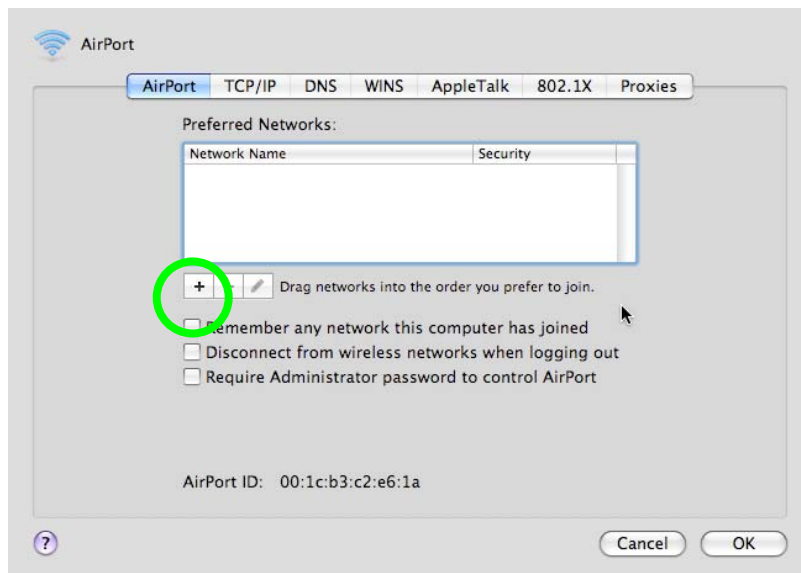 AirPort
AirPort TCP/IP DNS WINS AppleTalk 802.1X Proxies
Preferred Networks:
Network Name Security
+ - Drag networks into the order you prefer to join.
Remember any network this computer has joined
Disconnect from wireless networks when logging out
Require Administrator password to control AirPort
AirPort ID: 00:1c:b3:c2:e6:1a
? Cancel OK